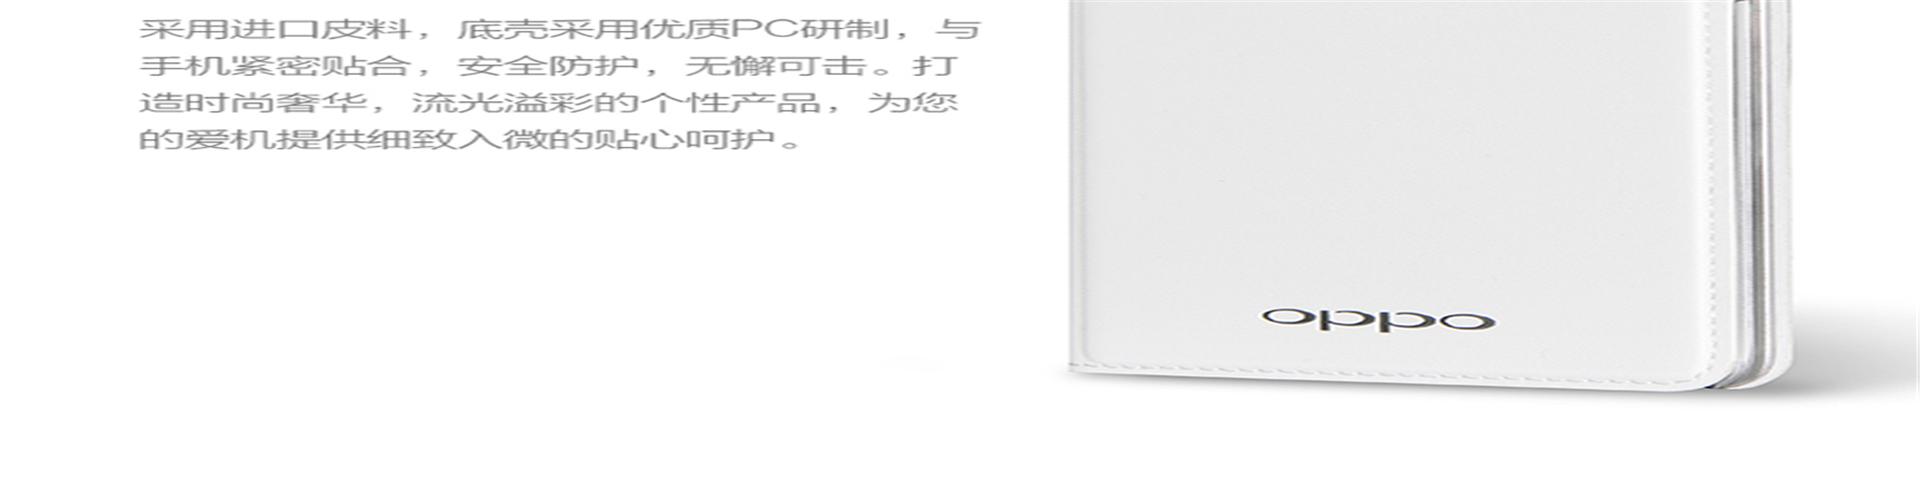 采用进口皮料，底壳采用优质PC研制，与
手机紧密贴合，安全防护，无懈可击。打
造时尚奢华，流光溢彩的个性产品，为您
的爱机提供细致入微的贴心呵护。
oppo